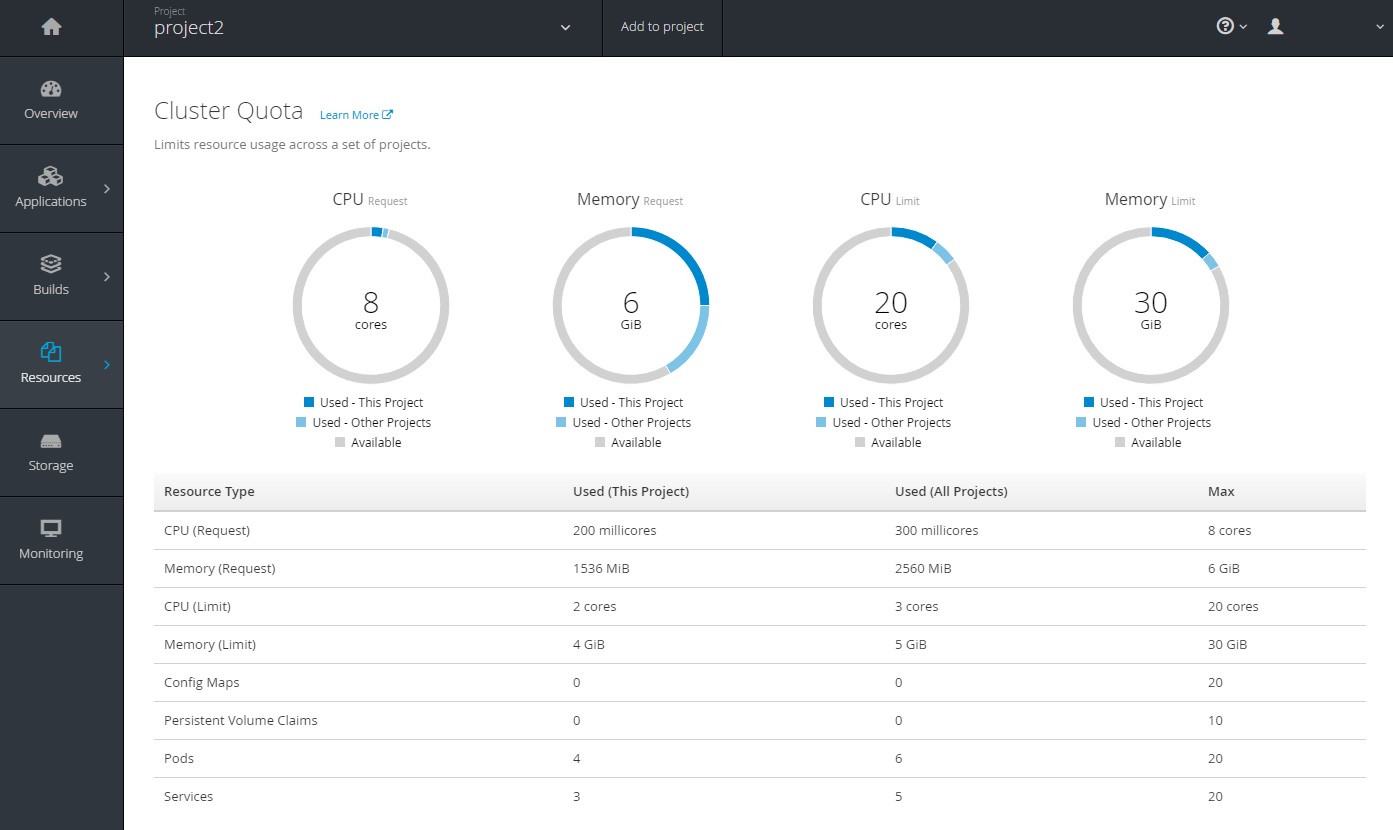 Project
project2
Add to project
Overview
Applications
Builds
Resources
Storage
Monitoring
Cluster Quota Learn More
Limits resource usage across a set of projects.
CPU Request
8
cores
Used - This Project
Used - Other Projects
Available
Memory Request
6
GiB
Used - This Project
Used - Other Projects
Available
CPU Limit
20
cores
Used - This Project
Used - Other Projects
Available
Memory Limit
30
GiB
Used - This Project
Used - Other Projects
Available
Resource Type Used (This Project) Used (All Projects) Max
CPU (Request) 200 millicores 300 millicores 8 cores
Memory (Request) 1536 MiB 2560 MiB 6 GiB
CPU (Limit) 2 cores 3 cores 20 cores
Memory (Limit) 4 GiB 5 GiB 30 GiB
Config Maps 0 0 20
Persistent Volume Claims 0 0 10
Pods 4 6 20
Services 3 5 20